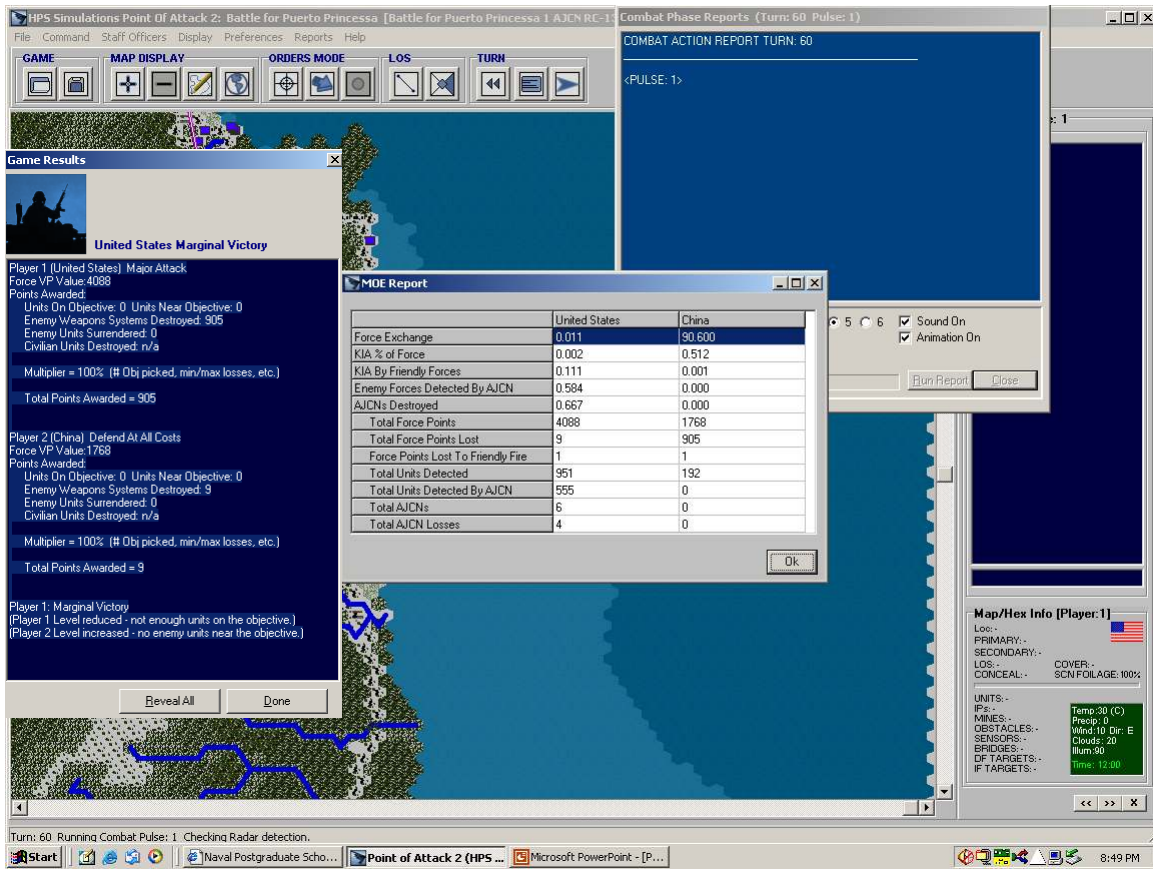 HPS Simulations Point Of Attack 2: Battle for Puerto Princessa [Battle for Puerto Princessa 1 AJCN RC-1
File Command Staff Officers Display Preferences Reports Help
GAME MAP DISPLAY ORDERS MODE LOS TURN
Combat Phase Reports (Turn: 60 Pulse: 1)
COMBAT ACTION REPORT TURN: 60
<PULSE: 1>
5 6 Sound On
Animation On
Run Report Close
: 1
Game Results
United States Marginal Victory
Player 1 (United States) Major Attack
Force VP Value:4088
Points Awarded:
Units On Objective: 0 Units Near Objective: 0
Enemy Weapons Systems Destroyed: 905
Enemy Units Surrendered: 0
Civilian Units Destroyed: n/a
Multiplier = 100% (# Obj picked, min/max losses, etc.)
Total Points Awarded = 905
Player 2 (China) Defend At All Costs
Force VP Value:1768
Points Awarded:
Units On Objective: 0 Units Near Objective: 0
Enemy Weapons Systems Destroyed: 9
Enemy Units Surrendered: 0
Civilian Units Destroyed: n/a
Multiplier = 100% (# Obj picked, min/max losses, etc.)
Total Points Awarded = 9
Player 1: Marginal Victory
(Player 1 Level reduced - not enough units on the objective.)
(Player 2 Level increased - no enemy units near the objective.)
Reveal All Done
MOE Report
United States China
Force Exchange 0.011 90.600
KIA % of Force 0.002 0.512
KIA By Friendly Forces 0.111 0.001
Enemy Forces Detected By AJCN 0.584 0.000
AJCNs Destroyed 0.667 0.000
Total Force Points 4088 1768
Total Force Points Lost 9 905
Force Points Lost To Friendly Fire 1 1
Total Units Detected 951 192
Total Units Detected By AJCN 555 0
Total AJCNs 6 0
Total AJCN Losses 4 0
Ok
Map/Hex Info [Player:1]
Loc: -
PRIMARY: -
SECONDARY: -
LOS: - COVER: -
CONCEAL: - SCN FOILAGE: 100%
UNITS: -
IPs: -
MINES: -
OBSTACLES: -
SENSORS: -
BRIDGES: -
DF TARGETS: -
IF TARGETS: -
Temp:30 (C)
Precip: 0
Wind:10 Dir: E
Clouds: 20
Illum:90
Time: 12:00
<< >> X
Turn: 60 Running Combat Pulse: 1 Checking Radar detection.
Start Naval Postgraduate Scho... Point of Attack 2 (HPS ... Microsoft PowerPoint - [P... 8:49 PM